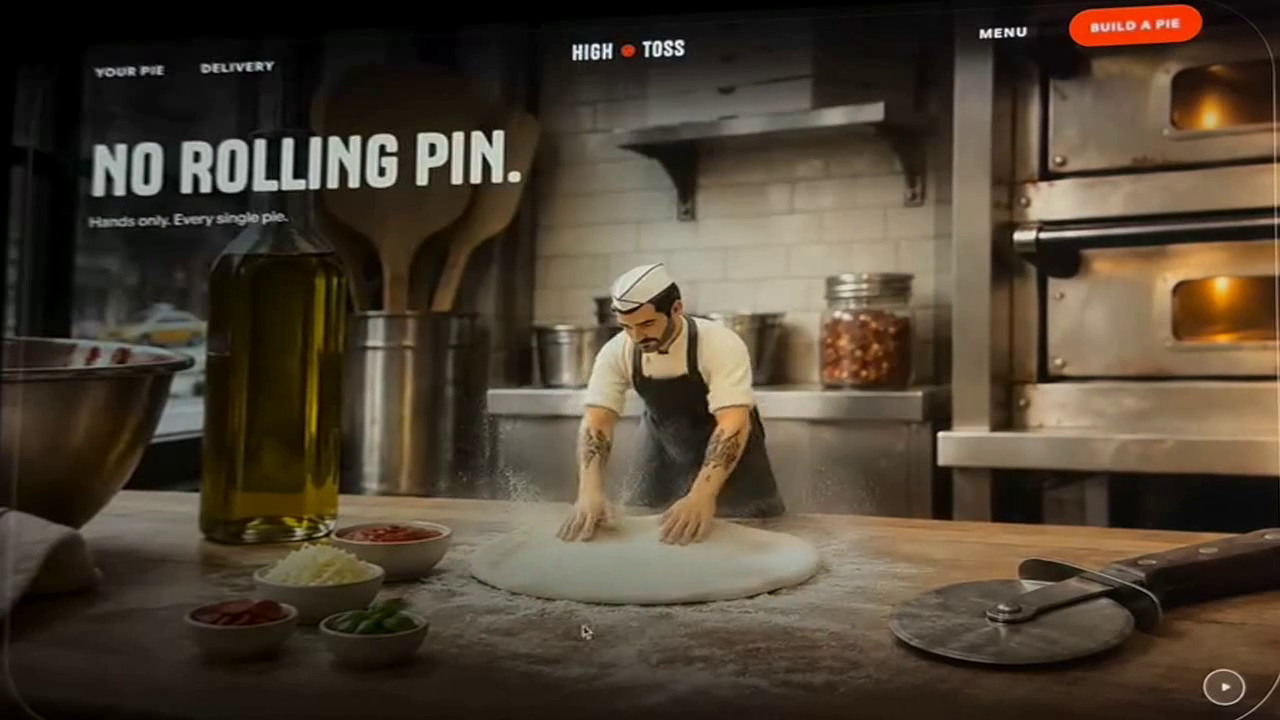 YOUR PIE
DELIVERY
HIGH TOSS
MENU
BUILD A PIE
NO ROLLING PIN.
Hands only. Every single pie.